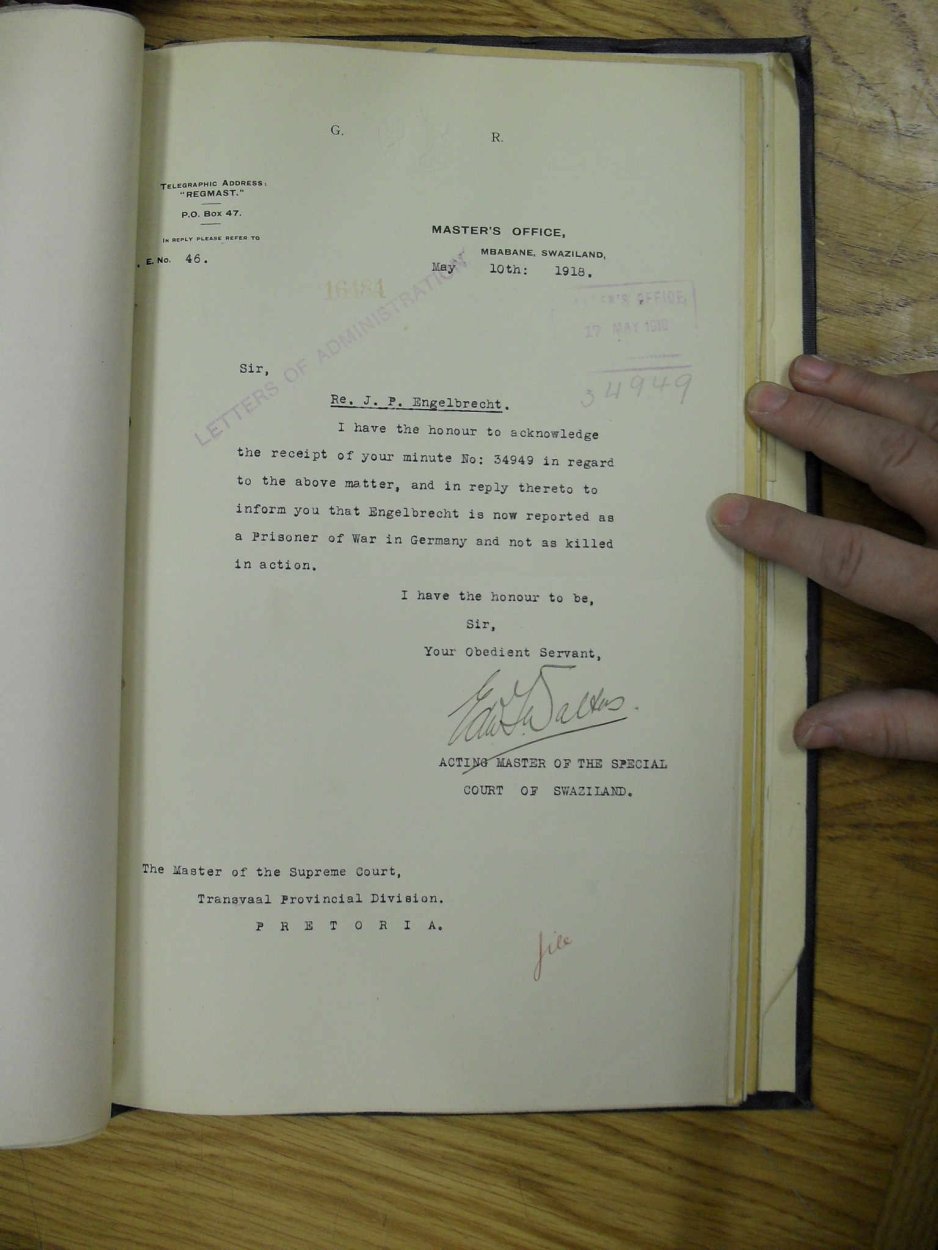 G. R.
TELEGRAPHIC ADDRESS:
"REGMAST."
P.O. Box 47.
IN REPLY PLEASE REFER TO
E. No. 46.
MASTER'S OFFICE,
MBABANE, SWAZILAND,
May 10th: 1918.
16484
LETTERS OF ADMINISTRATION
'S OFFICE
17 MAY 1918
34949
Sir,
Re. J. P. Engelbrecht.
I have the honour to acknowledge
the receipt of your minute No: 34949 in regard
to the above matter, and in reply thereto to
inform you that Engelbrecht is now reported as
a Prisoner of War in Germany and not as killed
in action.
I have the honour to be,
Sir,
Your Obedient Servant,
Walters.
ACTING MASTER OF THE SPECIAL
COURT OF SWAZILAND.
The Master of the Supreme Court,
Transvaal Provincial Division.
P R E T O R I A.
file